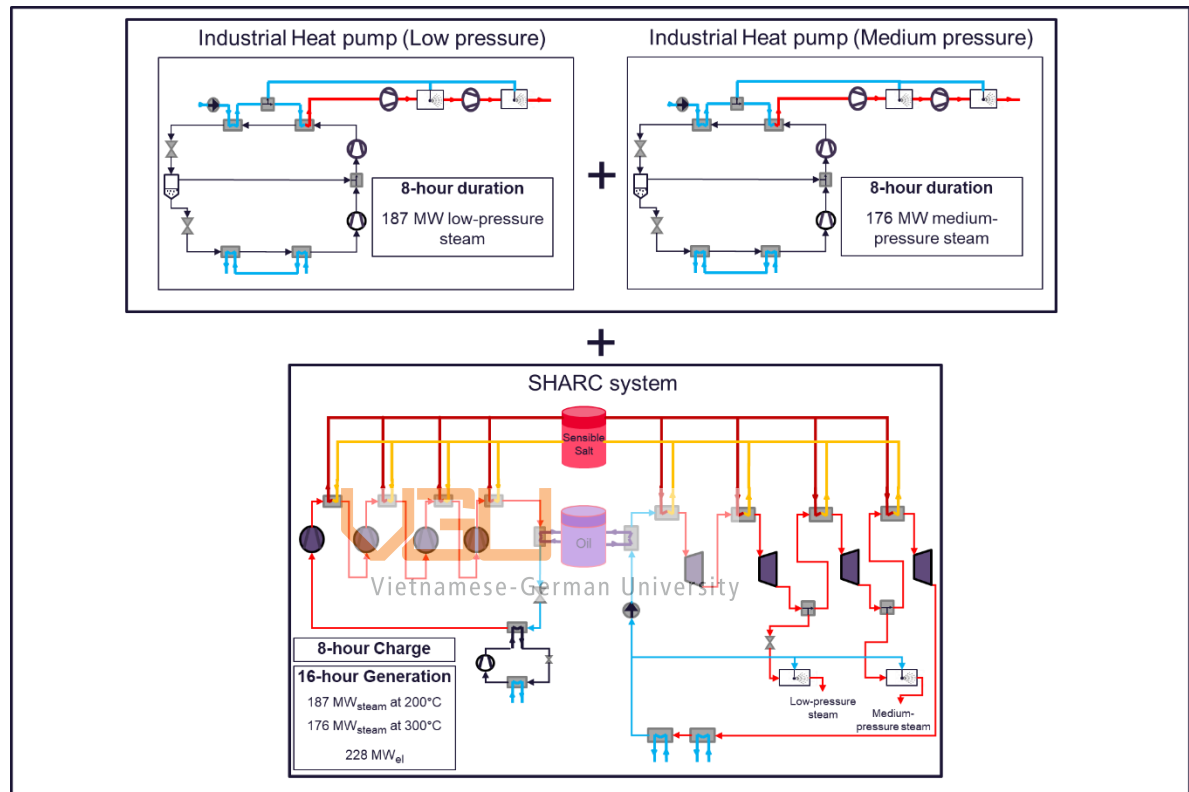 Industrial Heat pump (Low pressure)
Industrial Heat pump (Medium pressure)
8-hour duration
187 MW low-pressure
steam
+
8-hour duration
176 MW medium-
pressure steam
+
SHARC system
Sensible
Salt
VGU
Oil
Vietnamese-German University
8-hour Charge
16-hour Generation
187 MWsteam at 200°C
176 MWsteam at 300°C
228 MWel
Low-pressure
steam
Medium-
pressure steam